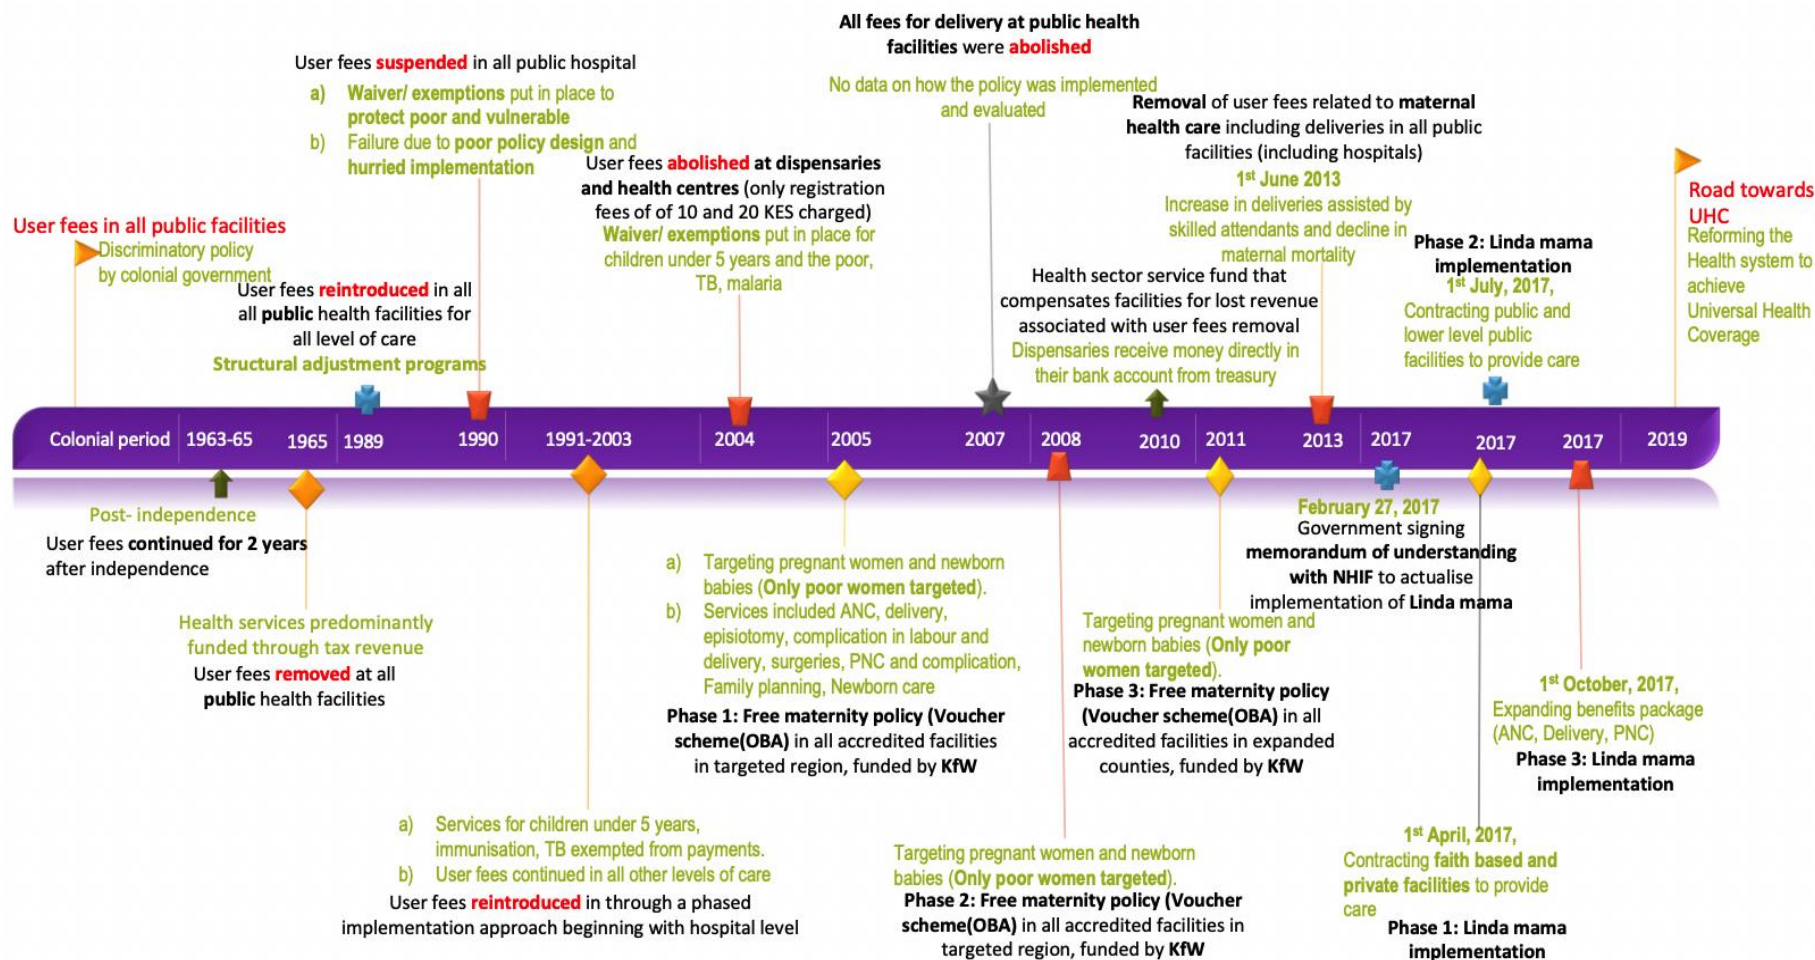 All fees for delivery at public health
facilities were abolished
No data on how the policy was implemented
and evaluated
User fees suspended in all public hospital
a) Waiver/ exemptions put in place to
protect poor and vulnerable
b) Failure due to poor policy design and
hurried implementation
Removal of user fees related to maternal
health care including deliveries in all public
facilities (including hospitals)
1st June 2013
Increase in deliveries assisted by
skilled attendants and decline in
maternal mortality
User fees abolished at dispensaries
and health centres (only registration
fees of of 10 and 20 KES charged)
Waiver/ exemptions put in place for
children under 5 years and the poor,
TB, malaria
Road towards
UHC
Reforming the
Health system to
achieve
Universal Health
Coverage
User fees in all public facilities
Discriminatory policy
by colonial government
User fees reintroduced in all
all public health facilities for
all level of care
Structural adjustment programs
Health sector service fund that
compensates facilities for lost revenue
associated with user fees removal
Dispensaries receive money directly in
their bank account from treasury
Phase 2: Linda mama
implementation
1st July, 2017,
Contracting public and
lower level public
facilities to provide care
Colonial period 1963-65 1965 1989 1990 1991-2003 2004 2005 2007 2008 2010 2011 2013 2017 2017 2017 2019
Post- independence
User fees continued for 2 years
after independence
Health services predominantly
funded through tax revenue
User fees removed at all
public health facilities
a) Services for children under 5 years,
immunisation, TB exempted from payments.
b) User fees continued in all other levels of care
User fees reintroduced in through a phased
implementation approach beginning with hospital level
a) Targeting pregnant women and newborn
babies (Only poor women targeted).
b) Services included ANC, delivery,
episiotomy, complication in labour and
delivery, surgeries, PNC and complication,
Family planning, Newborn care
Phase 1: Free maternity policy (Voucher
scheme(OBA) in all accredited facilities
in targeted region, funded by KfW
Targeting pregnant women and newborn
babies (Only poor women targeted).
Phase 2: Free maternity policy (Voucher
scheme(OBA) in all accredited facilities in
targeted region, funded by KfW
Targeting pregnant women and
newborn babies (Only poor
women targeted).
Phase 3: Free maternity policy
(Voucher scheme(OBA) in all
accredited facilities in expanded
counties, funded by KfW
February 27, 2017
Government signing
memorandum of understanding
with NHIF to actualise
implementation of Linda mama
1st April, 2017,
Contracting faith based and
private facilities to provide
care
Phase 1: Linda mama
implementation
1st October, 2017,
Expanding benefits package
(ANC, Delivery, PNC)
Phase 3: Linda mama
implementation